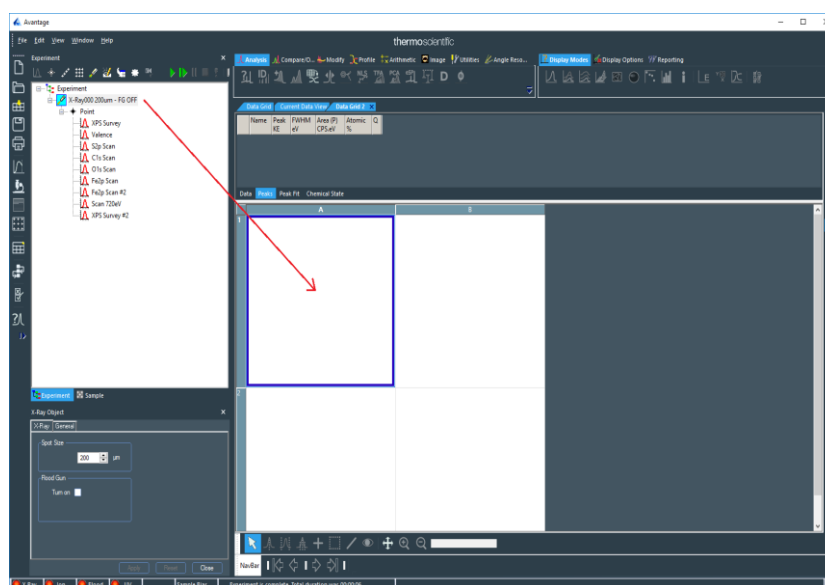 Avantage
File Edit View Window Help
thermoscientific
Experiment
Experiment
X-Ray000 200um - FG OFF
Point
XPS Survey
Valence
S2p Scan
C1s Scan
O1s Scan
Fe2p Scan
Fe2p Scan #2
Scan 720eV
XPS Survey #2
Experiment Sample
X-Ray Object
X-Ray General
Spot Size
200 µm
Flood Gun
Turn on
Apply Reset Close
Analysis Compare/O... Modify Profile Arithmetic Image Utilities Angle Reso...
Display Modes Display Options Reporting
Data Grid Current Data View Data Grid 2
Name Peak KE FWHM eV Area (P) CPS.eV Atomic % Q
Data Peaks Peak Fit Chemical State
A B
1
2
NavBar
X-Ray Ion Flood UV Sample Bias Experiment is complete. Total duration was 00:00:06